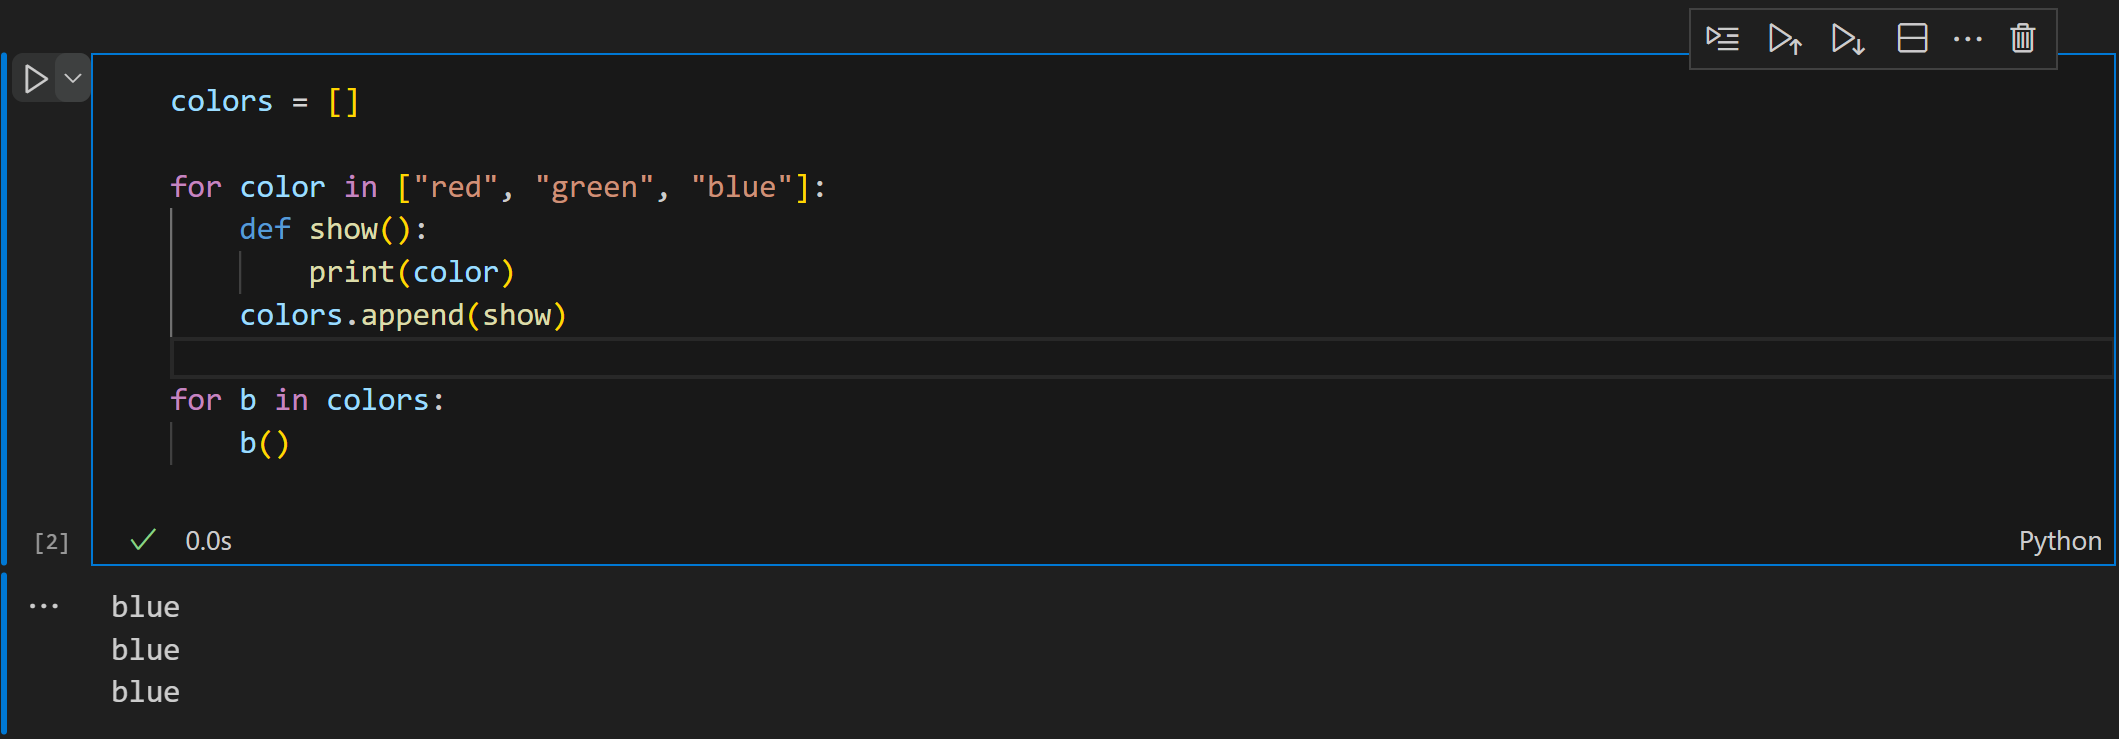 colors = []
for color in ["red", "green", "blue"]:
    def show():
        print(color)
    colors.append(show)
for b in colors:
    b()
[2]
0.0s
Python
blue
blue
blue